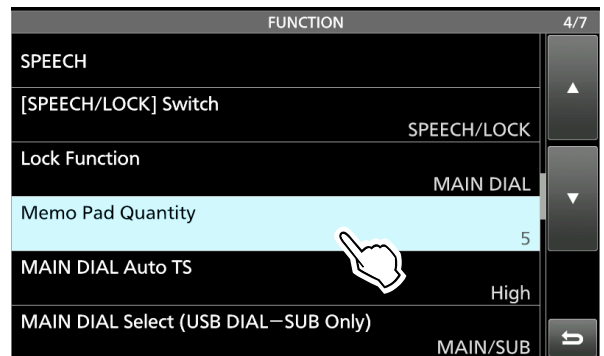 FUNCTION 4/7
SPEECH
[SPEECH/LOCK] Switch
SPEECH/LOCK
Lock Function
MAIN DIAL
Memo Pad Quantity
5
MAIN DIAL Auto TS
High
MAIN DIAL Select (USB DIAL−SUB Only)
MAIN/SUB